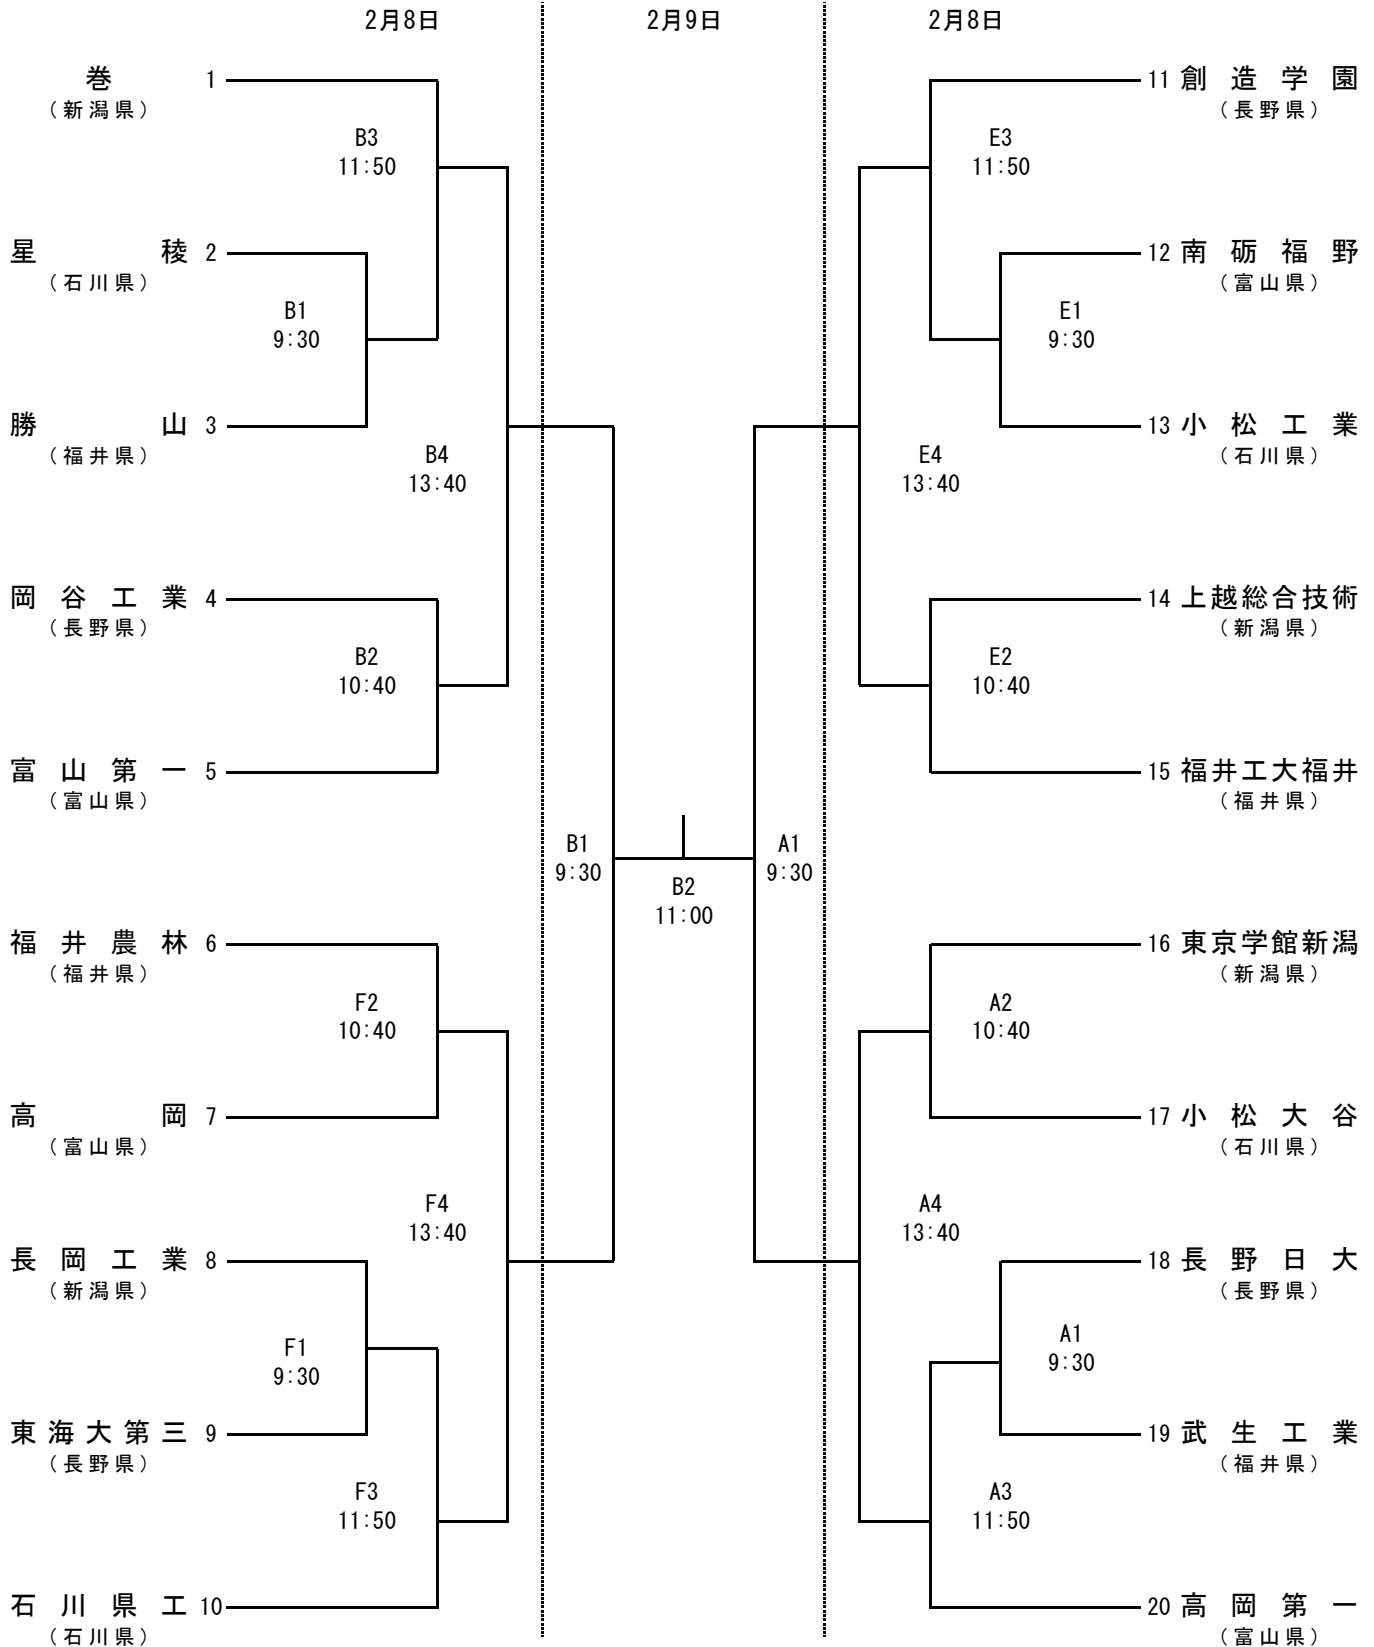 2月8日
2月9日
2月8日
巻 1
（新潟県）
B3
11:50
星稜 2
（石川県）
B1
9:30
勝山 3
（福井県）
B4
13:40
岡谷工業 4
（長野県）
B2
10:40
富山第一 5
（富山県）
福井農林 6
（福井県）
F2
10:40
高岡 7
（富山県）
F4
13:40
長岡工業 8
（新潟県）
F1
9:30
東海大第三 9
（長野県）
F3
11:50
石川県工 10
（石川県）
B1
9:30
B2
11:00
A1
9:30
11 創造学園
（長野県）
E3
11:50
12 南砺福野
（富山県）
E1
9:30
13 小松工業
（石川県）
E4
13:40
14 上越総合技術
（新潟県）
E2
10:40
15 福井工大福井
（福井県）
16 東京学館新潟
（新潟県）
A2
10:40
17 小松大谷
（石川県）
A4
13:40
18 長野日大
（長野県）
A1
9:30
19 武生工業
（福井県）
A3
11:50
20 高岡第一
（富山県）